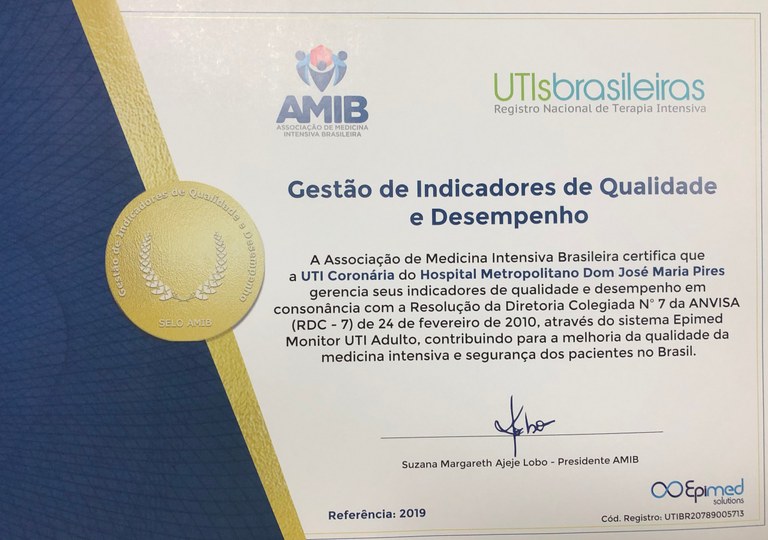 AMIB
ASSOCIAÇÃO DE MEDICINA
INTENSIVA BRASILEIRA
UTIsbrasileiras
Registro Nacional de Terapia Intensiva
Gestão de Indicadores de Qualidade
e Desempenho
Gestão de Indicadores de Qualidade e Desempenho
SELO AMIB
A Associação de Medicina Intensiva Brasileira certifica que
a UTI Coronária do Hospital Metropolitano Dom José Maria Pires
gerencia seus indicadores de qualidade e desempenho em
consonância com a Resolução da Diretoria Colegiada N° 7 da ANVISA
(RDC - 7) de 24 de fevereiro de 2010, através do sistema Epimed
Monitor UTI Adulto, contribuindo para a melhoria da qualidade da
medicina intensiva e segurança dos pacientes no Brasil.
Lobo
Suzana Margareth Ajeje Lobo - Presidente AMIB
Epimed
solutions
Referência: 2019
Cód. Registro: UTIBR20789005713